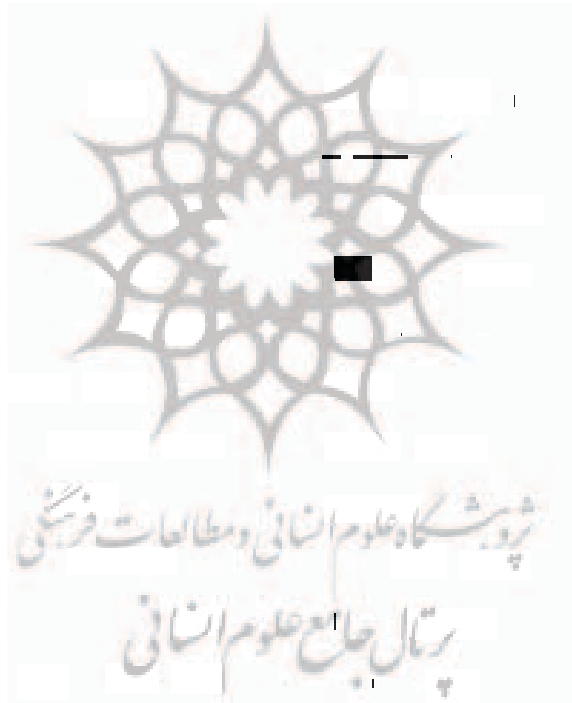 پژوهشگاه علوم انسانی و مطالعات فرهنگی
پرتال جامع علوم انسانی